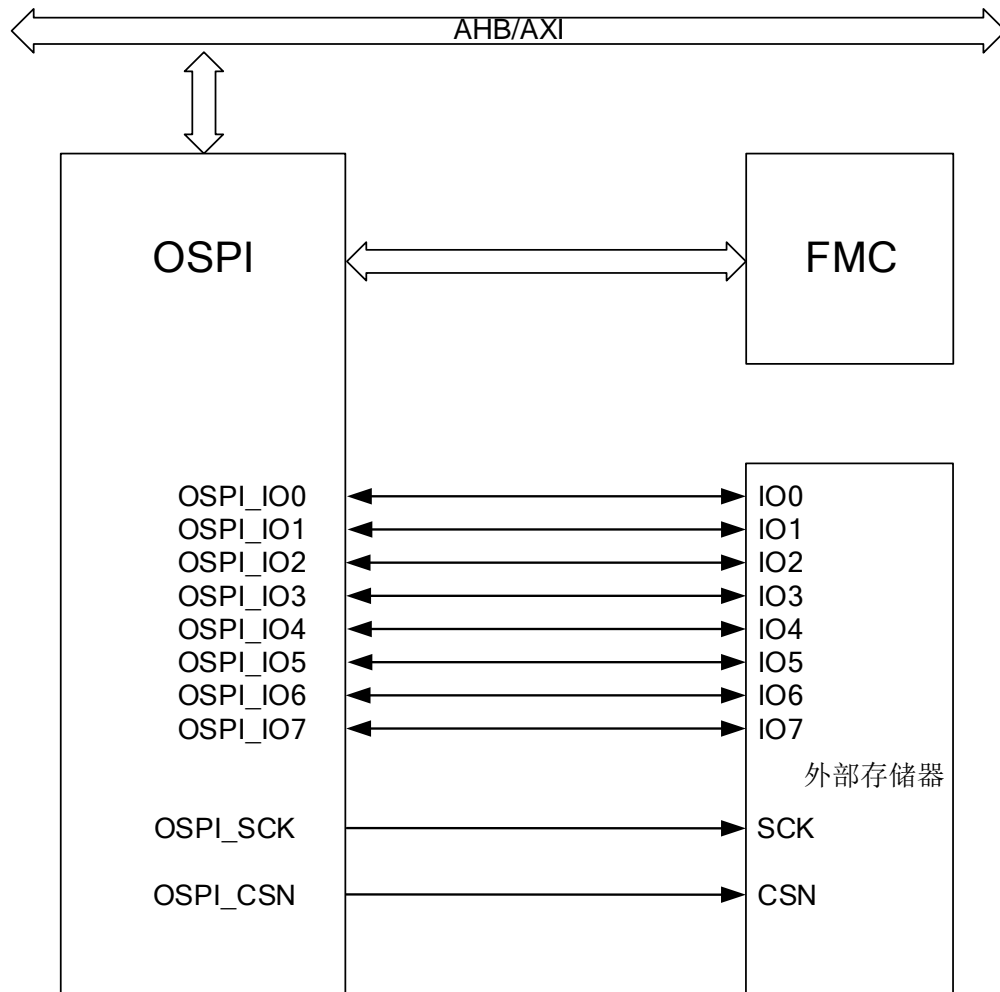 AHB/AXI
OSPI
FMC
OSPI_IO0
IO0
OSPI_IO1
IO1
OSPI_IO2
IO2
OSPI_IO3
IO3
OSPI_IO4
IO4
OSPI_IO5
IO5
OSPI_IO6
IO6
OSPI_IO7
IO7
外部存储器
OSPI_SCK
SCK
OSPI_CSN
CSN